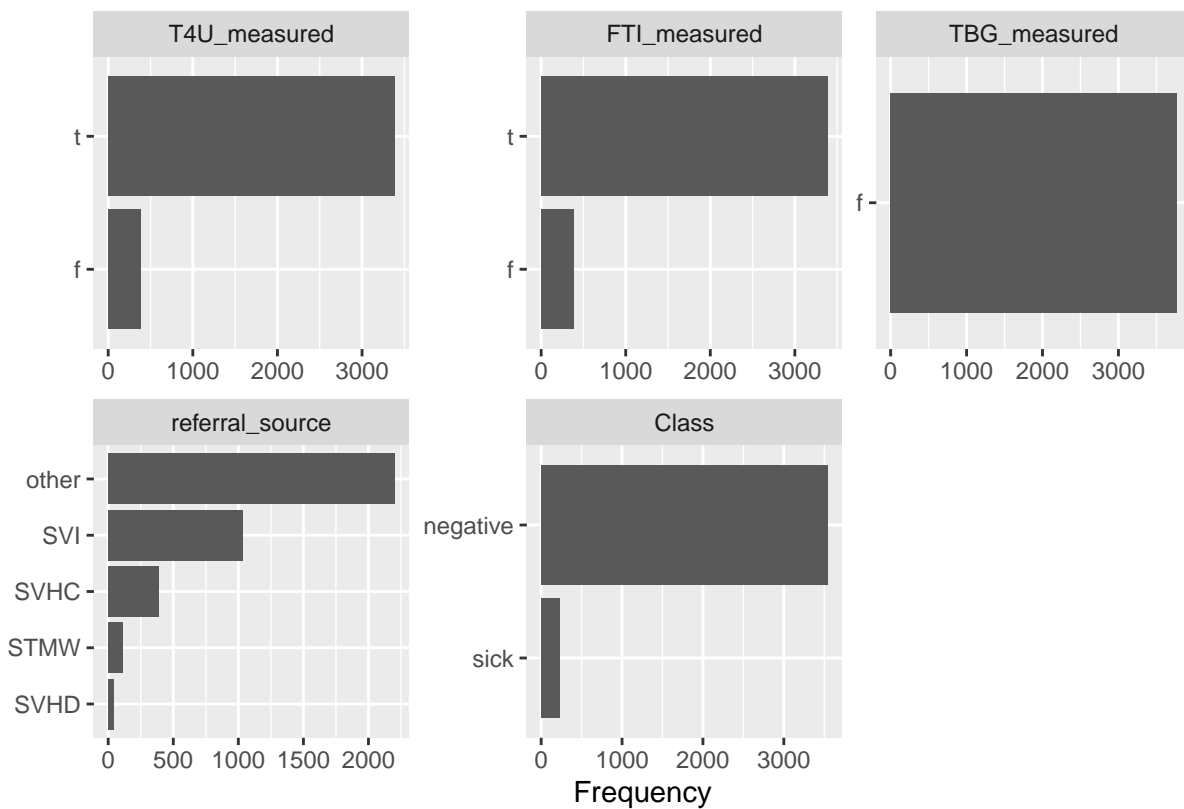 T4U_measured
t
f
0 1000 2000 3000
FTI_measured
t
f
0 1000 2000 3000
TBG_measured
f
0 1000 2000 3000
referral_source
other
SVI
SVHC
STMW
SVHD
0 500 1000 1500 2000
Class
negative
sick
0 1000 2000 3000
Frequency